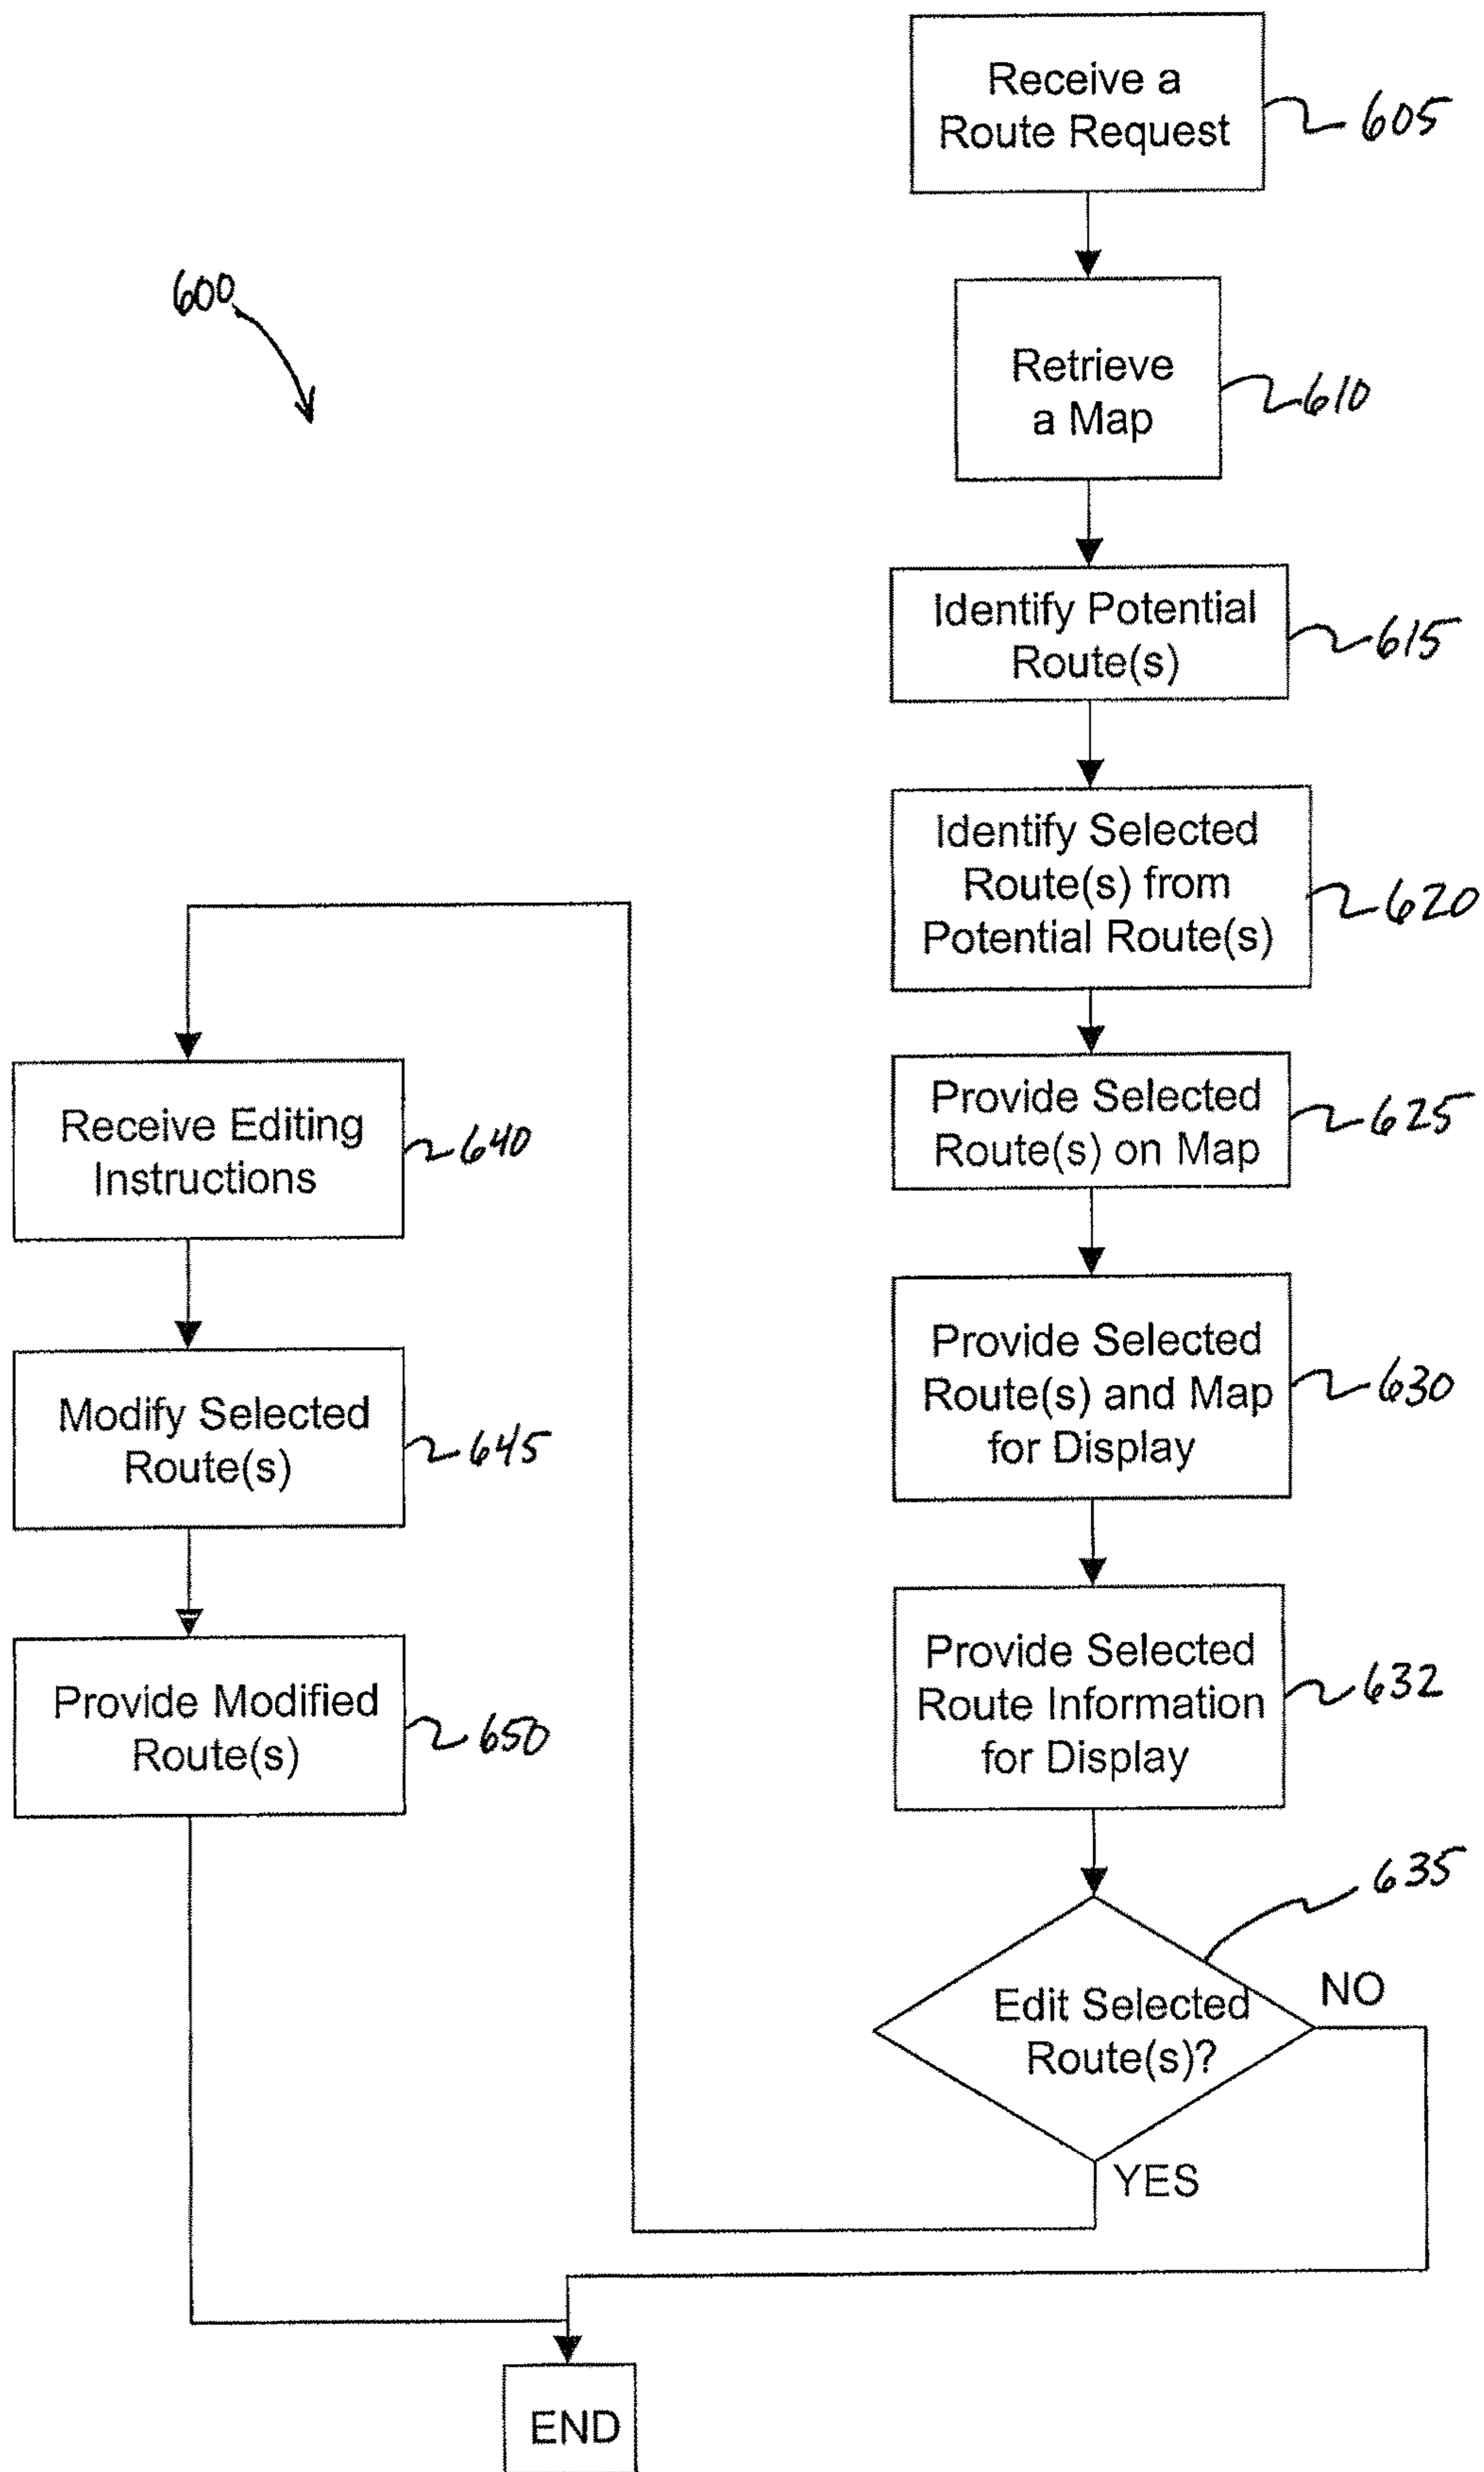 Receive a
Route Request
605
600
Retrieve
a Map
610
Identify Potential
Route(s)
615
Identify Selected
Route(s) from
Potential Route(s)
620
Provide Selected
Route(s) on Map
625
Provide Selected
Route(s) and Map
for Display
630
Provide Selected
Route Information
for Display
632
Edit Selected
Route(s)?
635
NO
YES
Receive Editing
Instructions
640
Modify Selected
Route(s)
645
Provide Modified
Route(s)
650
END